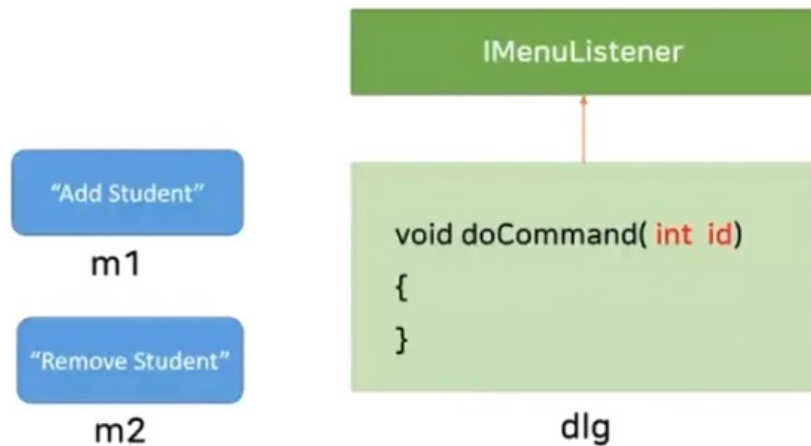 IMenuListener
“Add Student”
m1
void doCommand( int id)
{
}
“Remove Student”
m2
dlg